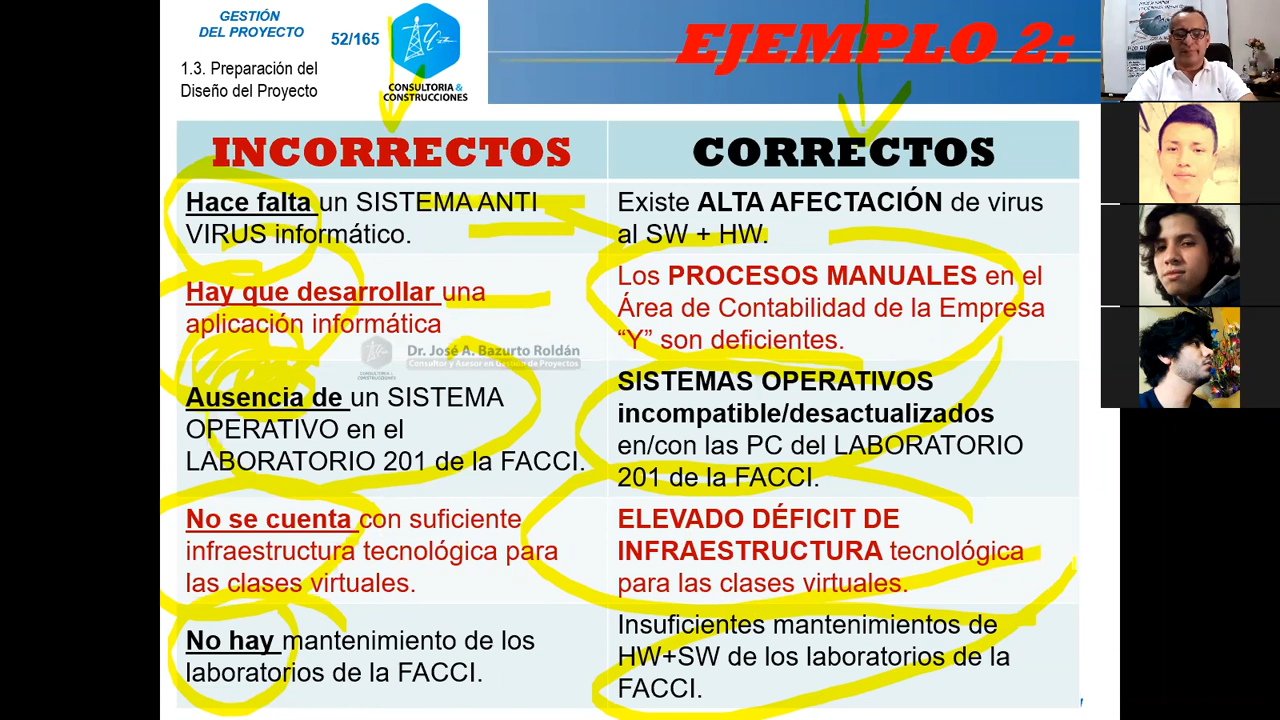 GESTIÓN
DEL PROYECTO
52/165
1.3. Preparación del
Diseño del Proyecto
CONSULTORIA&
CONSTRUCCIONES
EJEMPLO 2:
INCORRECTOS
CORRECTOS
Hace falta un SISTEMA ANTI
VIRUS informático.
Existe ALTA AFECTACIÓN de virus
al SW + HW.
Hay que desarrollar una
aplicación informática
Los PROCESOS MANUALES en el
Área de Contabilidad de la Empresa
“Y” son deficientes.
Dr. José A. Bazurto Roldán
Consultor y Asesor en Gestión de Proyectos
Ausencia de un SISTEMA
OPERATIVO en el
LABORATORIO 201 de la FACCI.
SISTEMAS OPERATIVOS
incompatible/desactualizados
en/con las PC del LABORATORIO
201 de la FACCI.
No se cuenta con suficiente
infraestructura tecnológica para
las clases virtuales.
ELEVADO DÉFICIT DE
INFRAESTRUCTURA tecnológica
para las clases virtuales.
No hay mantenimiento de los
laboratorios de la FACCI.
Insuficientes mantenimientos de
HW+SW de los laboratorios de la
FACCI.